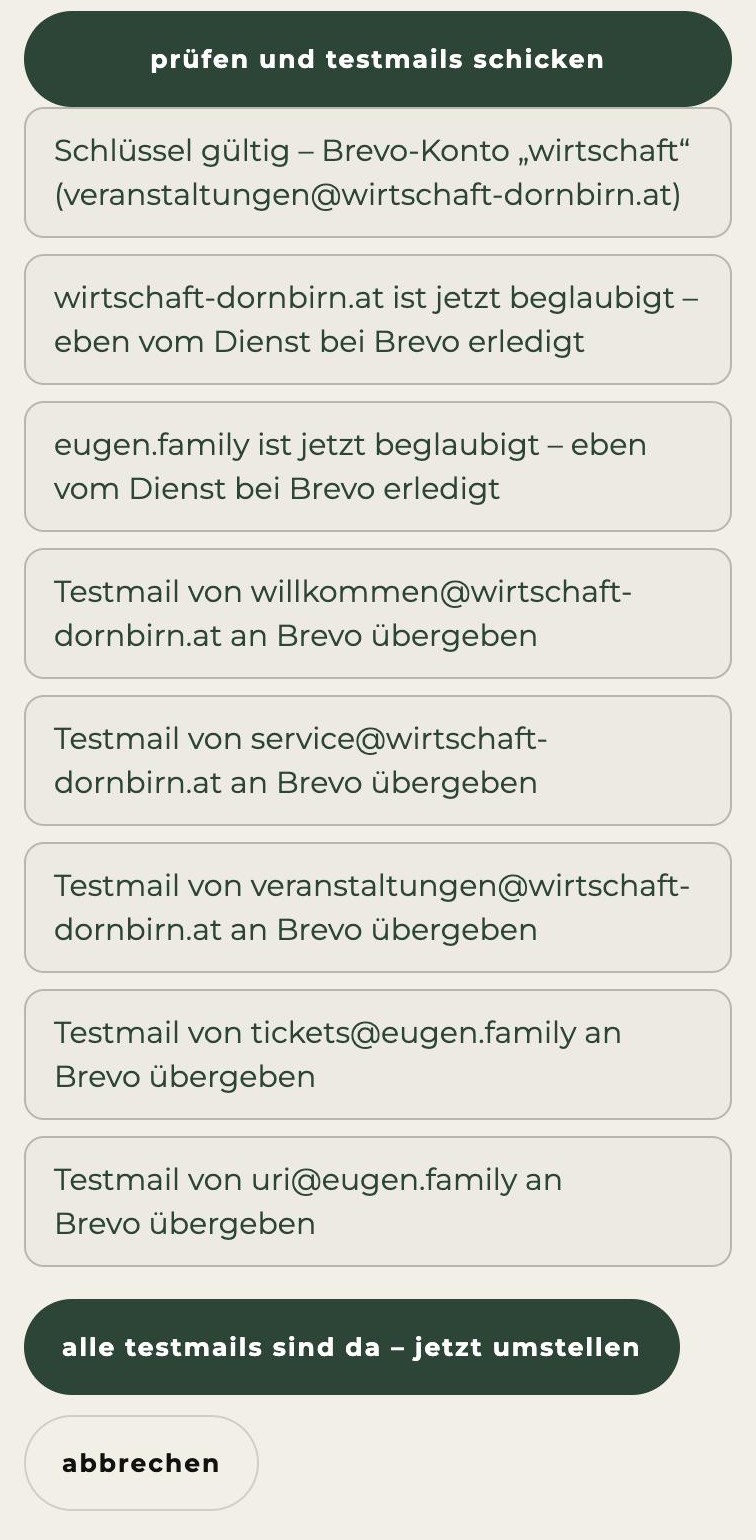 prüfen und testmails schicken
Schlüssel gültig – Brevo-Konto „wirtschaft“
(veranstaltungen@wirtschaft-dornbirn.at)
wirtschaft-dornbirn.at ist jetzt beglaubigt –
eben vom Dienst bei Brevo erledigt
eugen.family ist jetzt beglaubigt – eben
vom Dienst bei Brevo erledigt
Testmail von willkommen@wirtschaft-
dornbirn.at an Brevo übergeben
Testmail von service@wirtschaft-
dornbirn.at an Brevo übergeben
Testmail von veranstaltungen@wirtschaft-
dornbirn.at an Brevo übergeben
Testmail von tickets@eugen.family an
Brevo übergeben
Testmail von uri@eugen.family an
Brevo übergeben
alle testmails sind da – jetzt umstellen
abbrechen